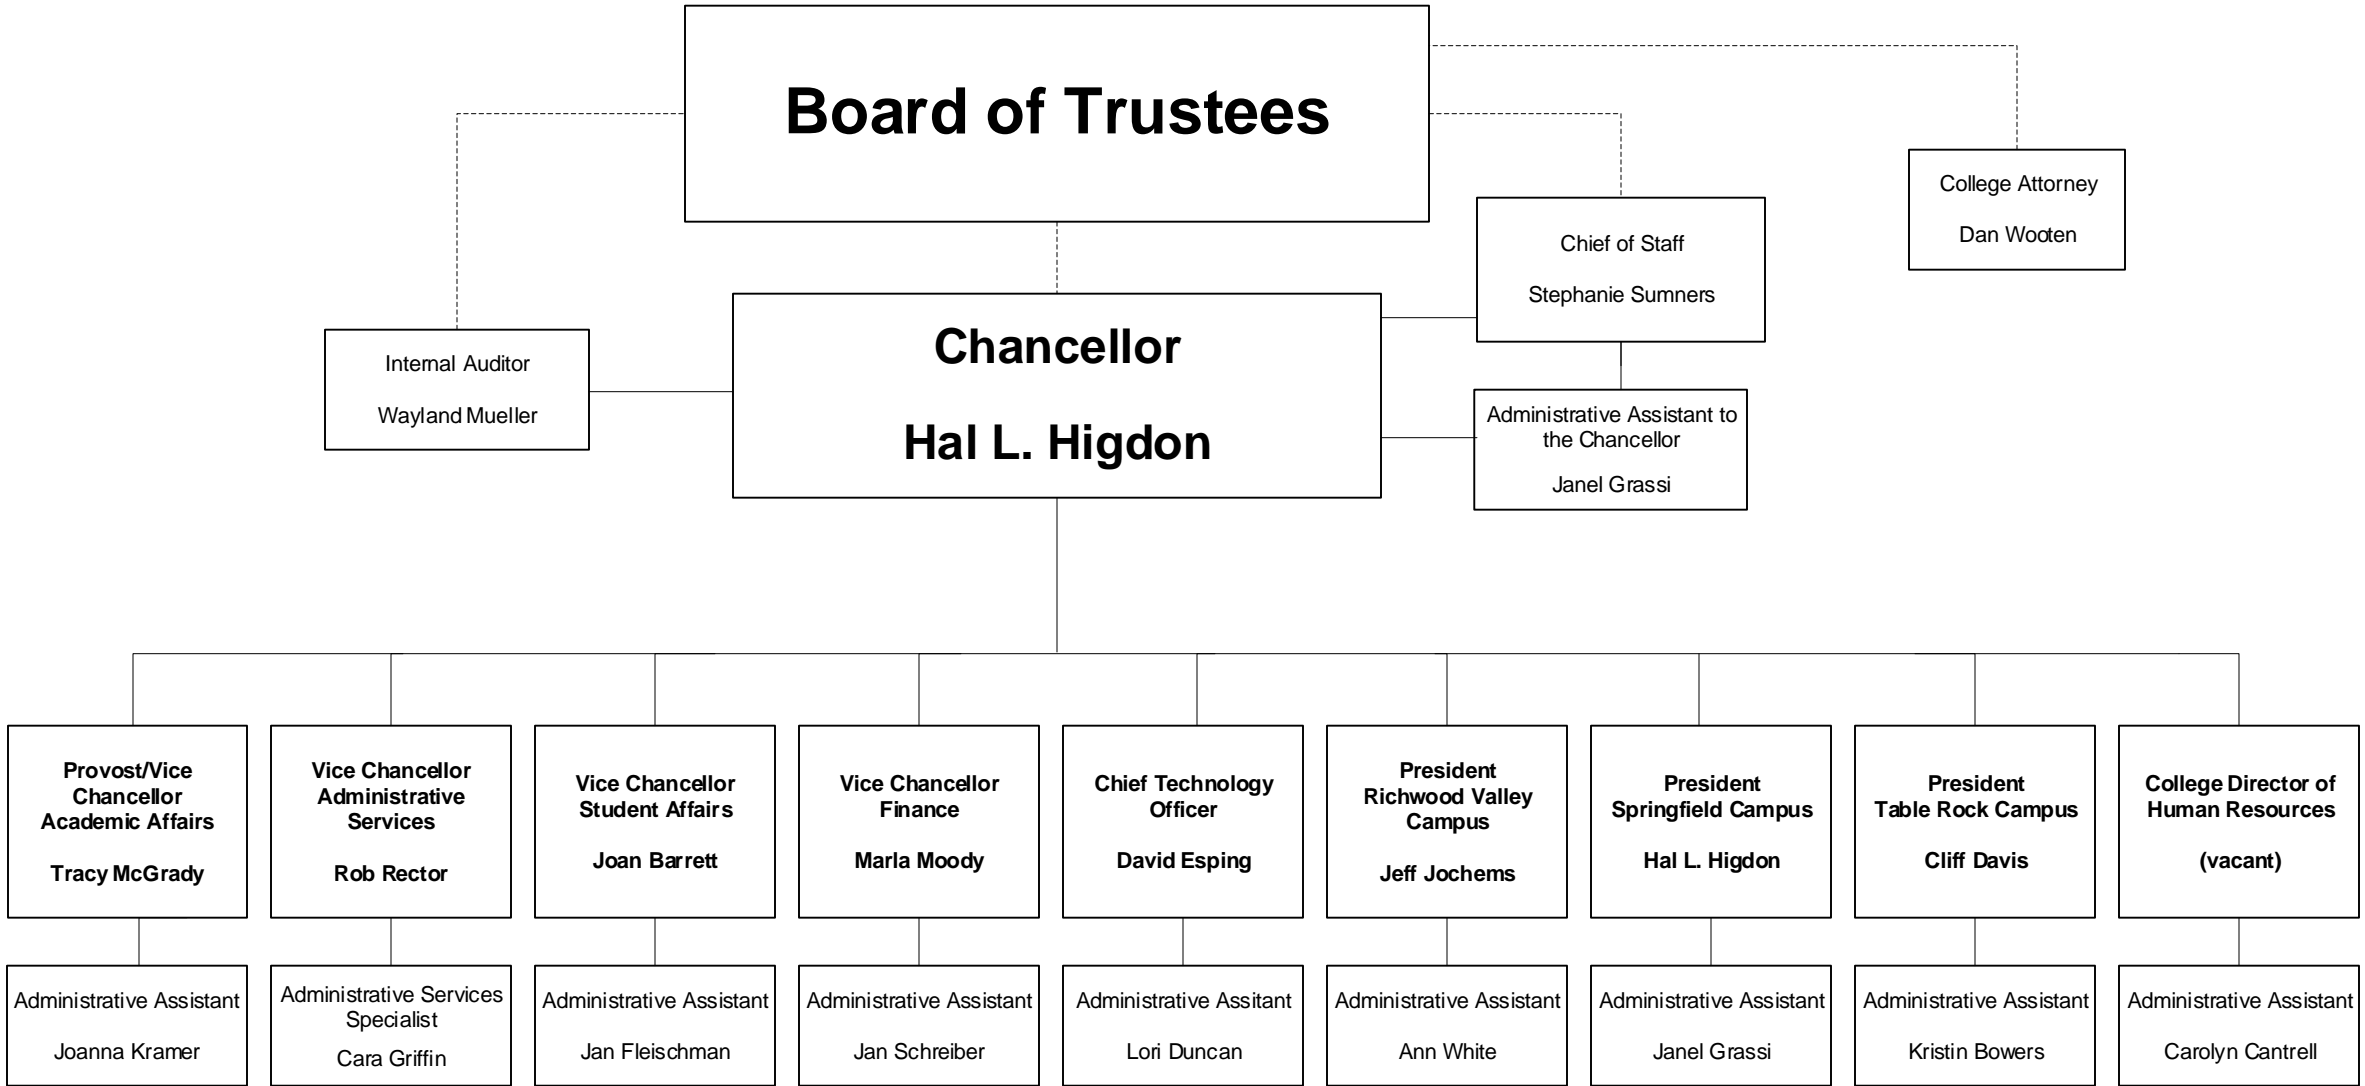 Board of Trustees
College Attorney
Dan Wooten
Chief of Staff
Stephanie Sumners
Chancellor
Hal L. Higdon
Internal Auditor
Wayland Mueller
Administrative Assistant to
the Chancellor
Janel Grassi
Provost/Vice
Chancellor
Academic Affairs
Tracy McGrady
Vice Chancellor
Administrative
Services
Rob Rector
Vice Chancellor
Student Affairs
Joan Barrett
Vice Chancellor
Finance
Marla Moody
Chief Technology
Officer
David Esping
President
Richwood Valley
Campus
Jeff Jochems
President
Springfield Campus
Hal L. Higdon
President
Table Rock Campus
Cliff Davis
College Director of
Human Resources
(vacant)
Administrative Assistant
Joanna Kramer
Administrative Services
Specialist
Cara Griffin
Administrative Assistant
Jan Fleischman
Administrative Assistant
Jan Schreiber
Administrative Assitant
Lori Duncan
Administrative Assistant
Ann White
Administrative Assistant
Janel Grassi
Administrative Assistant
Kristin Bowers
Administrative Assistant
Carolyn Cantrell